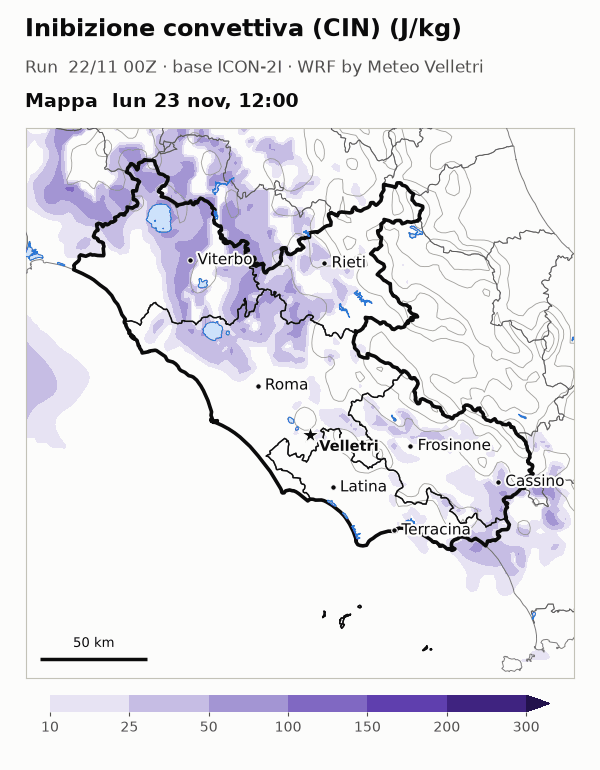 Inibizione convettiva (CIN) (J/kg)
Run  22/11 00Z · base ICON-2I · WRF by Meteo Velletri
Mappa  lun 23 nov, 12:00
Viterbo
Rieti
Roma
Velletri
Frosinone
Cassino
Latina
Terracina
50 km
10 25 50 100 150 200 300